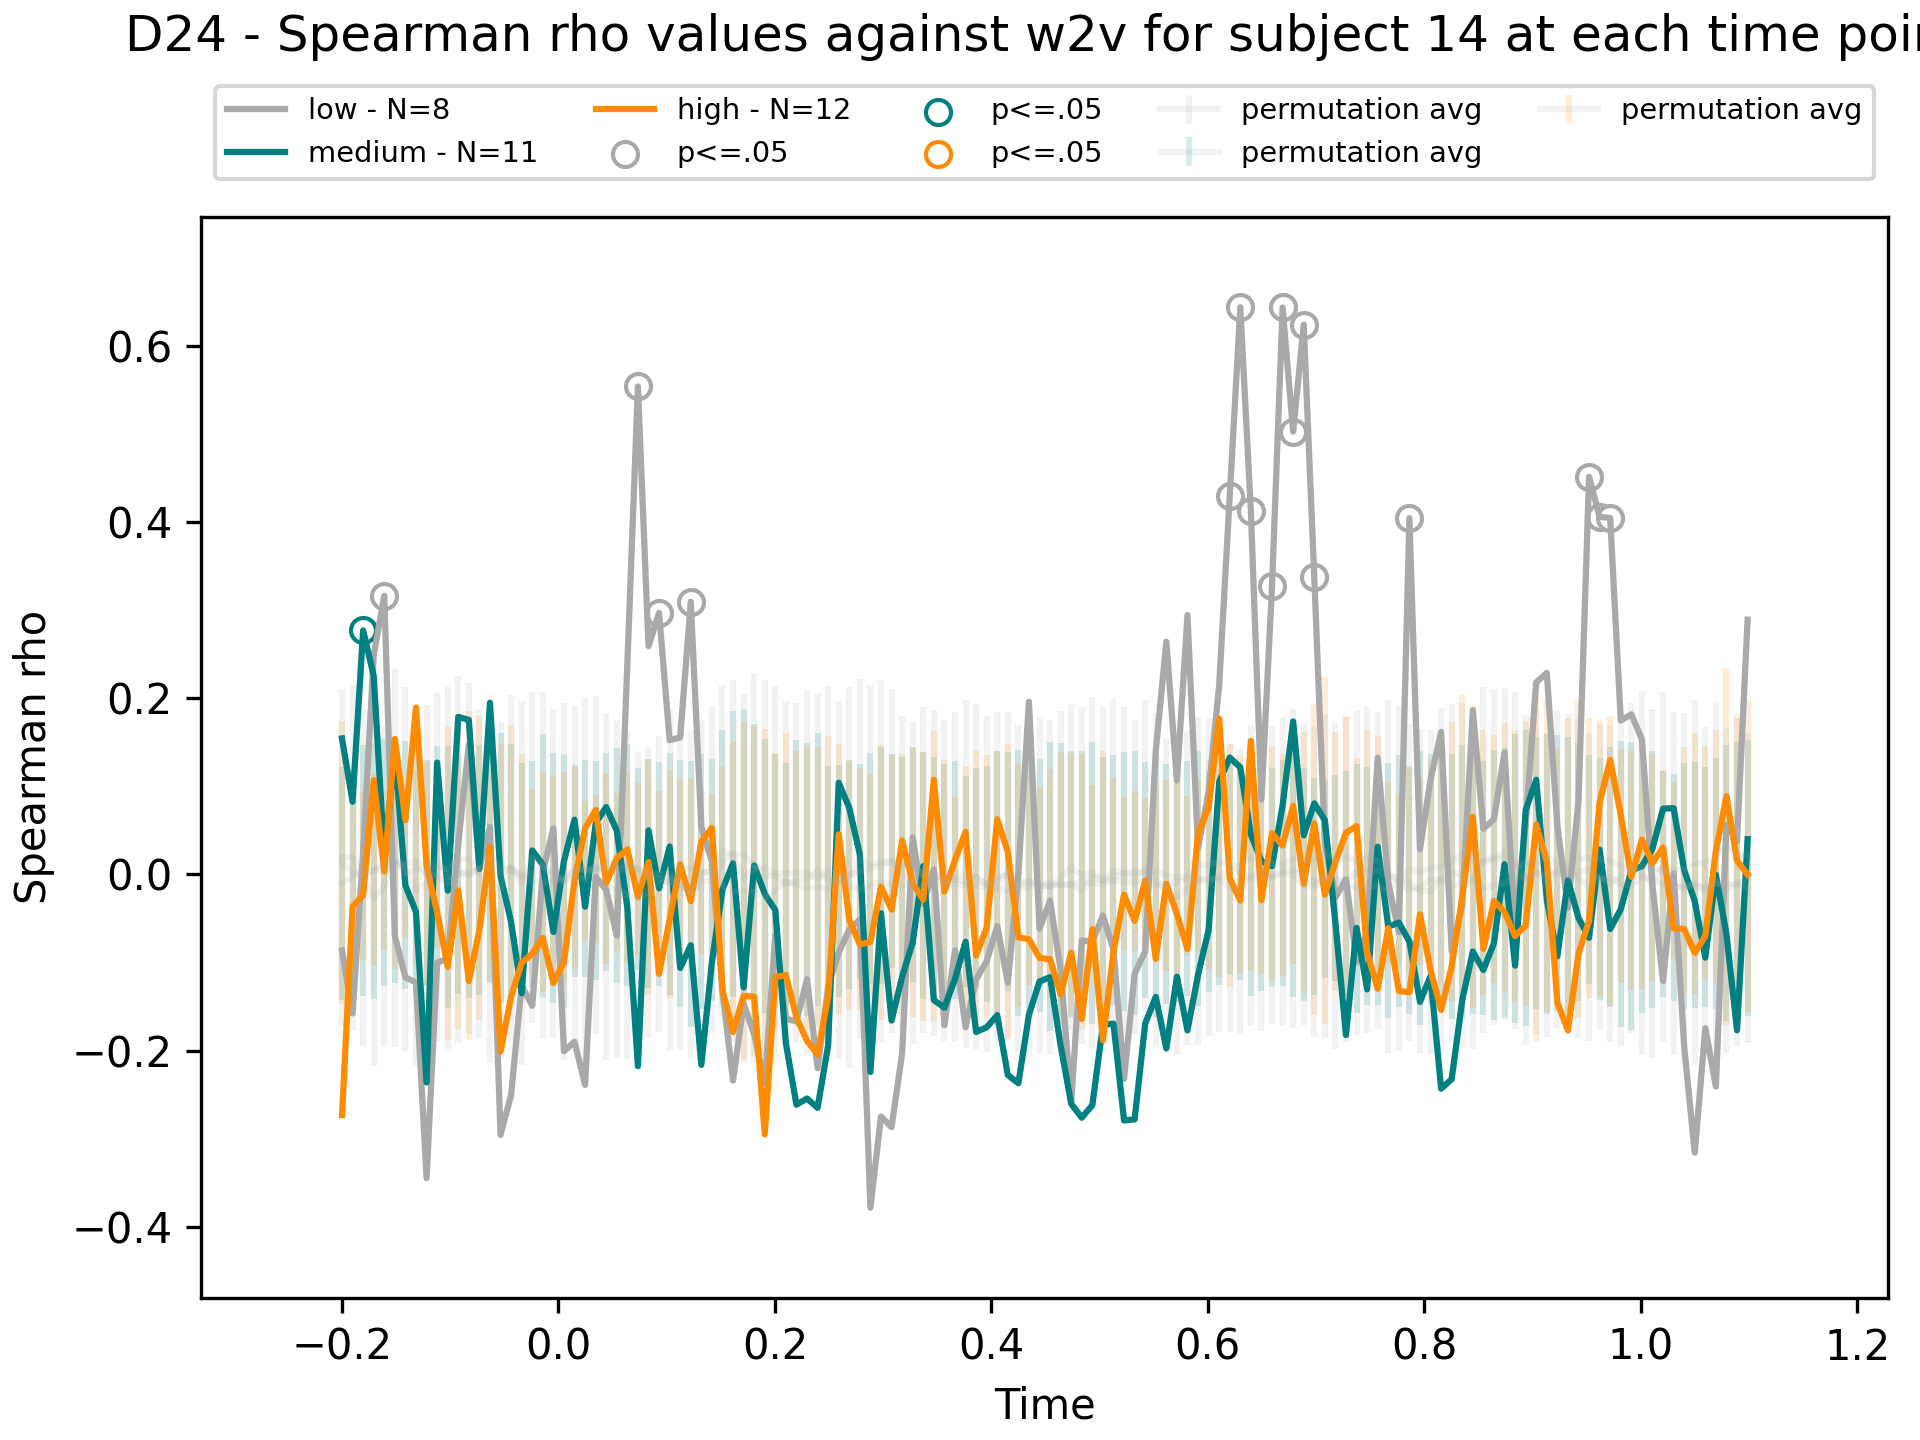 D24 - Spearman rho values against w2v for subject 14 at each time poi
low - N=8 high - N=12 p<=.05 permutation avg permutation avg
medium - N=11 p<=.05 p<=.05 permutation avg
Spearman rho
0.6
0.4
0.2
0.0
−0.2
−0.4
−0.2 0.0 0.2 0.4 0.6 0.8 1.0 1.2
Time